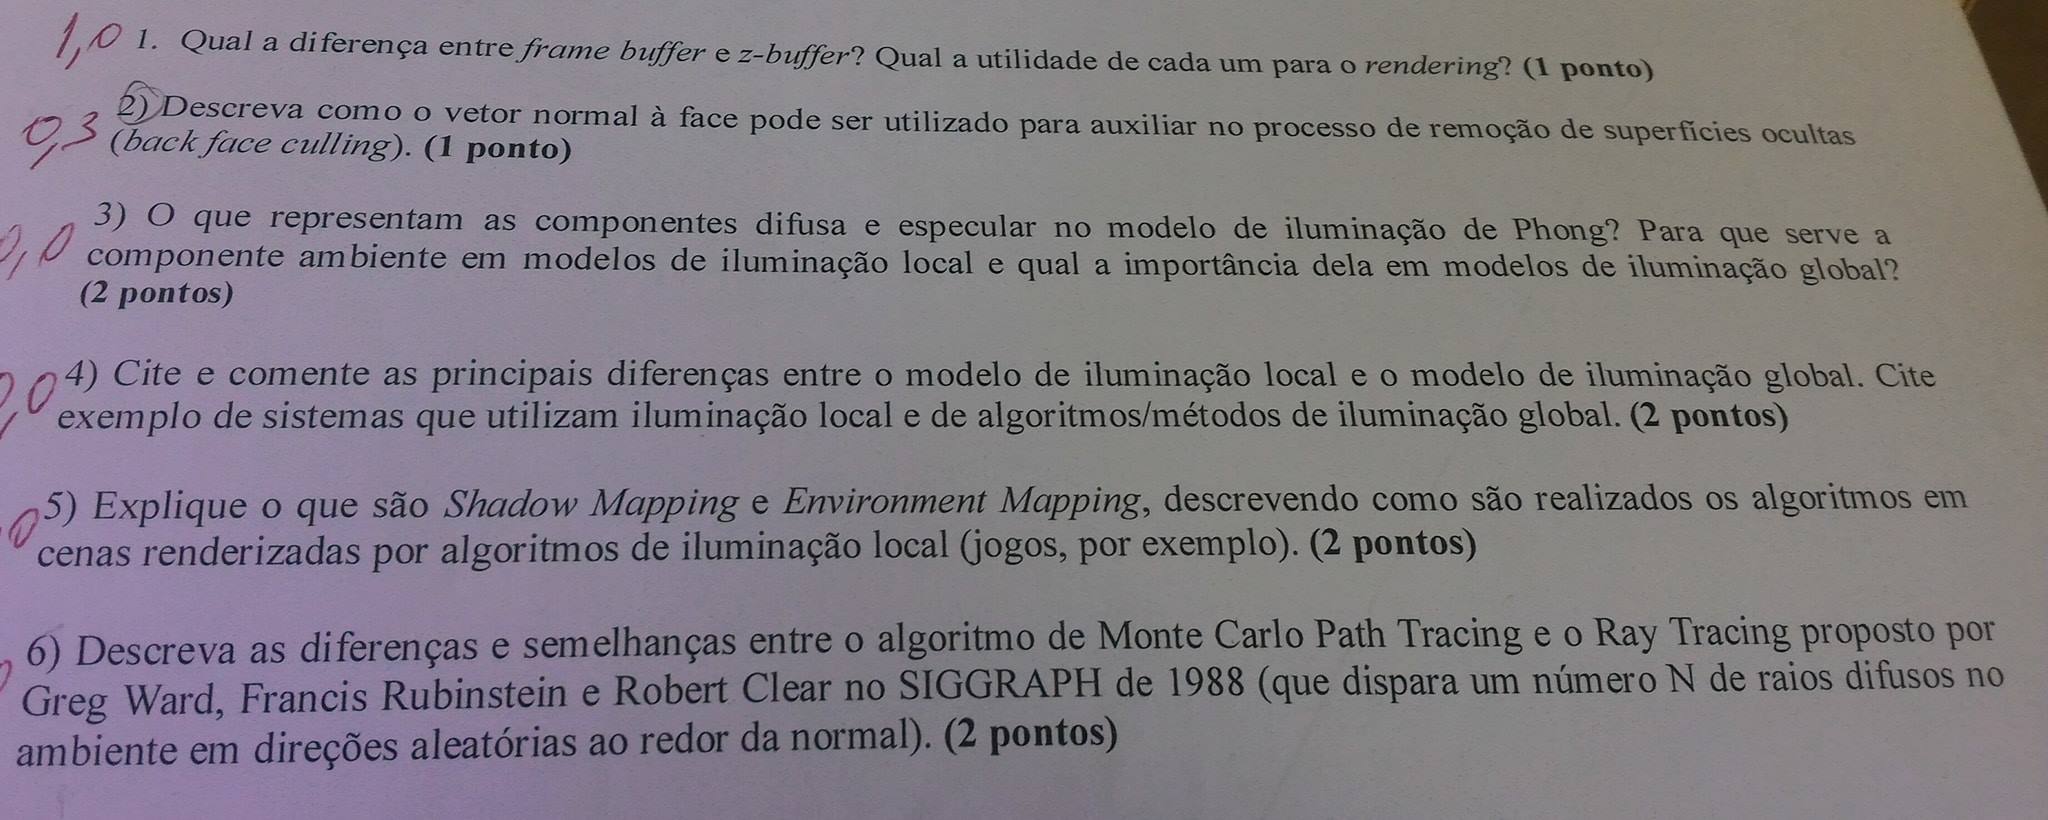 1,0 1. Qual a diferença entre frame buffer e z-buffer? Qual a utilidade de cada um para o rendering? (1 ponto)
0,3 2) Descreva como o vetor normal à face pode ser utilizado para auxiliar no processo de remoção de superfícies ocultas
(back face culling). (1 ponto)
3) O que representam as componentes difusa e especular no modelo de iluminação de Phong? Para que serve a
componente ambiente em modelos de iluminação local e qual a importância dela em modelos de iluminação global?
(2 pontos)
4) Cite e comente as principais diferenças entre o modelo de iluminação local e o modelo de iluminação global. Cite
exemplo de sistemas que utilizam iluminação local e de algoritmos/métodos de iluminação global. (2 pontos)
5) Explique o que são Shadow Mapping e Environment Mapping, descrevendo como são realizados os algoritmos em
cenas renderizadas por algoritmos de iluminação local (jogos, por exemplo). (2 pontos)
6) Descreva as diferenças e semelhanças entre o algoritmo de Monte Carlo Path Tracing e o Ray Tracing proposto por
Greg Ward, Francis Rubinstein e Robert Clear no SIGGRAPH de 1988 (que dispara um número N de raios difusos no
ambiente em direções aleatórias ao redor da normal). (2 pontos)